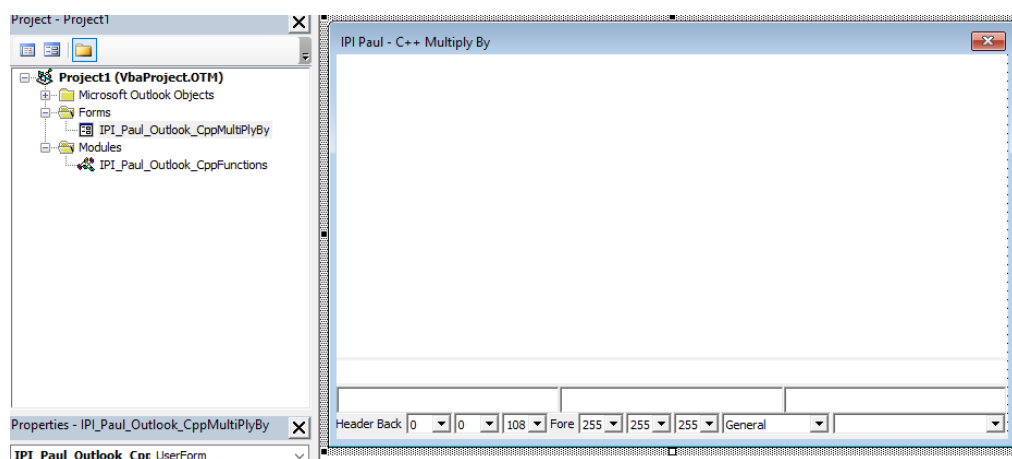 Project - Project1
Project1 (VbaProject.OTM)
Microsoft Outlook Objects
Forms
IPI_Paul_Outlook_CppMultiPlyBy
Modules
IPI_Paul_Outlook_CppFunctions
Properties - IPI_Paul_Outlook_CppMultiPlyBy
IPI_Paul_Outlook_Cpr UserForm
IPI Paul - C++ Multiply By
Header Back 0 0 108 Fore 255 255 255 General